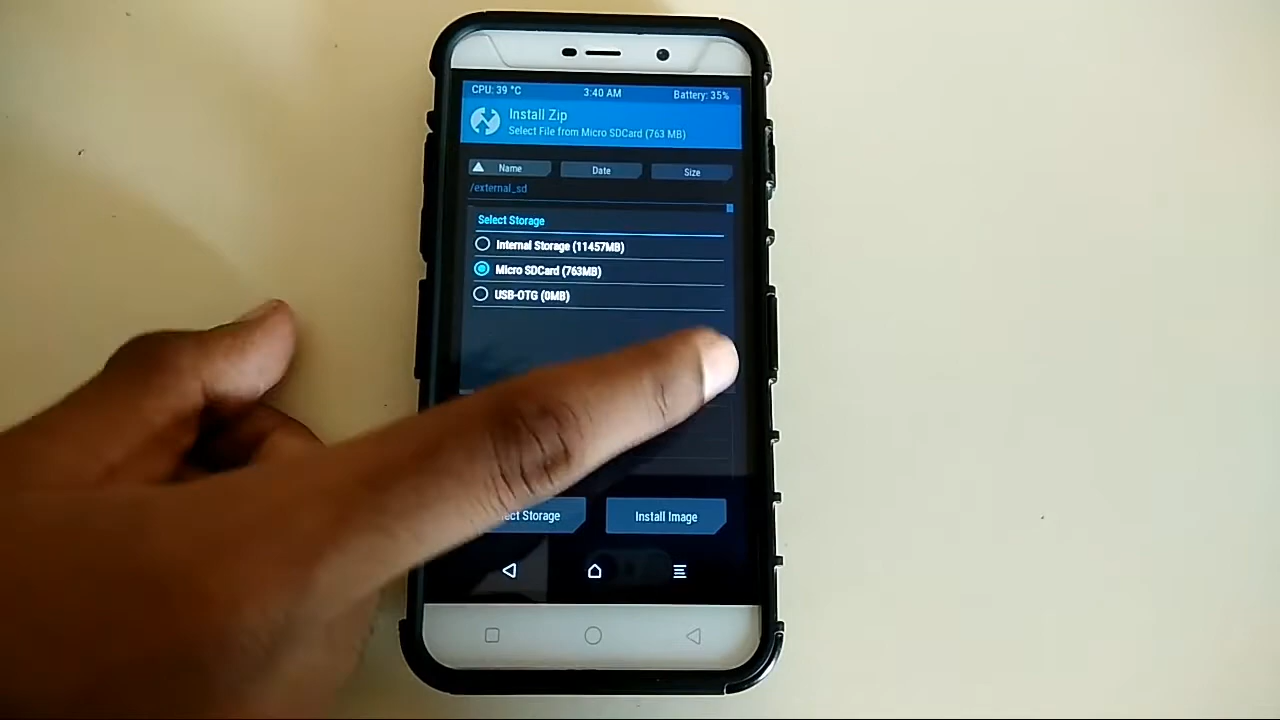 CPU: 39 °C 3:40 AM Battery: 35%
Install Zip
Select File from Micro SDCard (763 MB)
Name Date Size
/external_sd
Select Storage
Internal Storage (11457MB)
Micro SDCard (763MB)
USB-OTG (0MB)
Storage Install Image